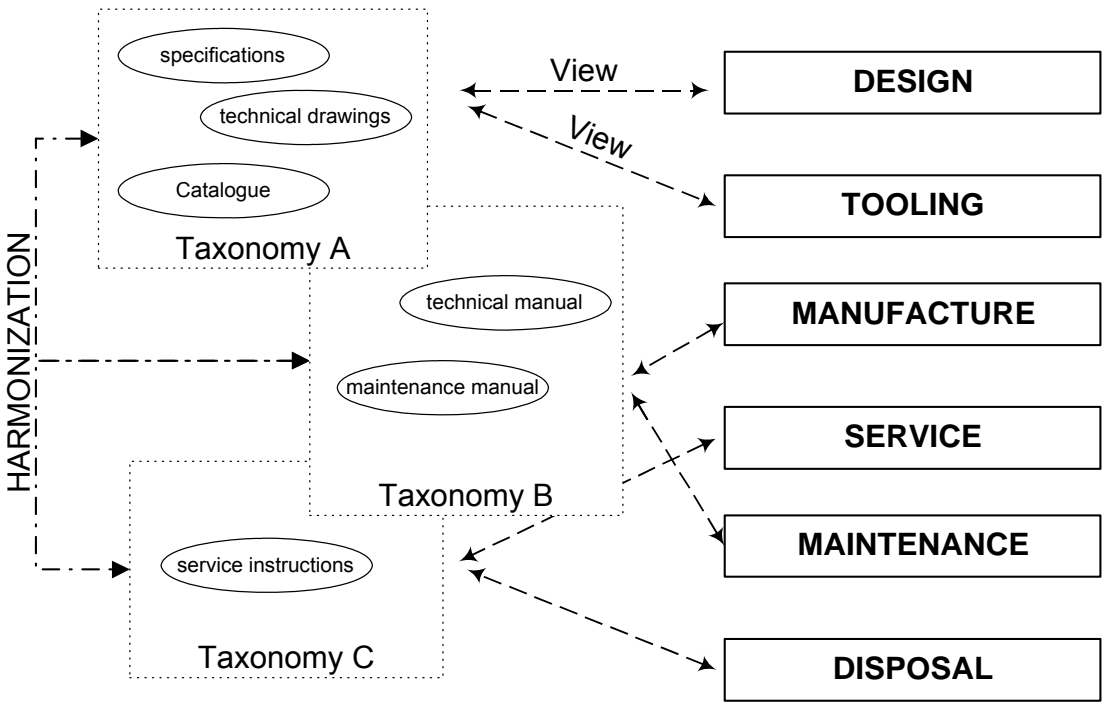 specifications
technical drawings
Catalogue
Taxonomy A
technical manual
maintenance manual
Taxonomy B
service instructions
Taxonomy C
HARMONIZATION
View
View
DESIGN
TOOLING
MANUFACTURE
SERVICE
MAINTENANCE
DISPOSAL